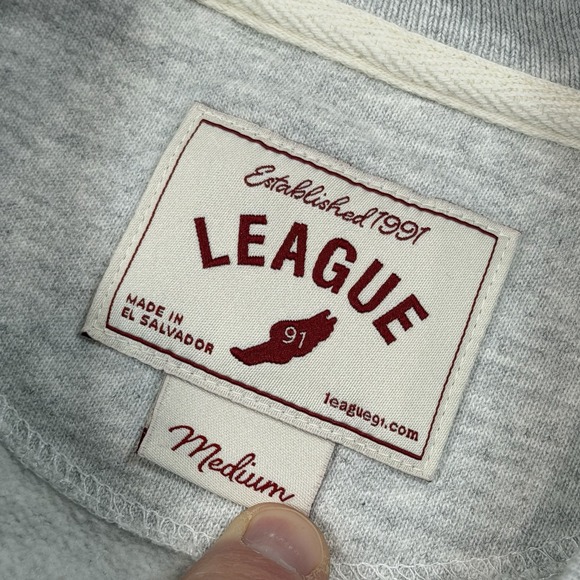 Established 1991
LEAGUE
MADE IN
EL SALVADOR
91
league91.com
Medium